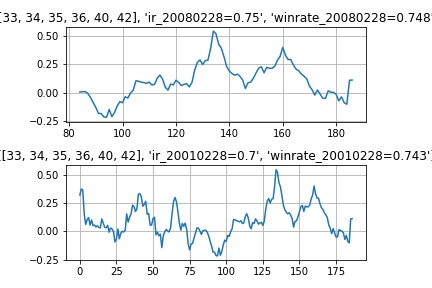 [33, 34, 35, 36, 40, 42], 'ir_20080228=0.75', 'winrate_20080228=0.748'
0.50
0.25
0.00
−0.25
80 100 120 140 160 180
[[33, 34, 35, 36, 40, 42], 'ir_20010228=0.7', 'winrate_20010228=0.743']
0.50
0.25
0.00
−0.25
0 25 50 75 100 125 150 175